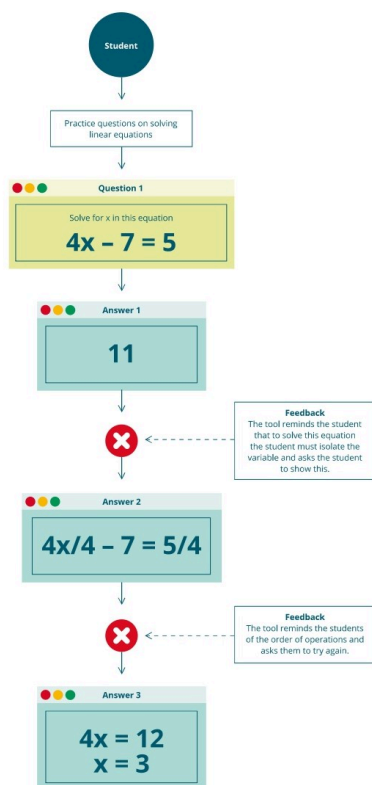 Student
Practice questions on solving
linear equations
Question 1
Solve for x in this equation
4x – 7 = 5
Answer 1
11
Feedback
The tool reminds the student
that to solve this equation
the student must isolate the
variable and asks the student
to show this.
Answer 2
4x/4 – 7 = 5/4
Feedback
The tool reminds the students
of the order of operations and
asks them to try again.
Answer 3
4x = 12
x = 3